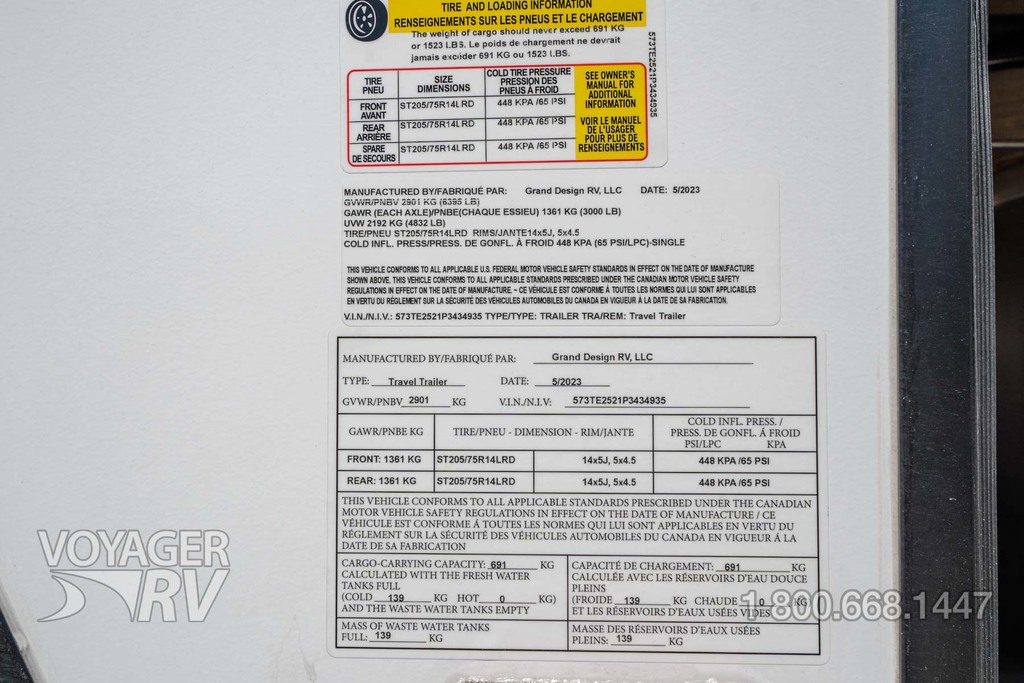 TIRE AND LOADING INFORMATION
RENSEIGNEMENTS SUR LES PNEUS ET LE CHARGEMENT
The weight of cargo should never exceed 691 KG
or 1523 LBS. Le poids de chargement ne devrait
jamais excéder 691 KG ou 1523 LBS.
573TE2521P3434935
TIRE PNEU SIZE DIMENSIONS COLD TIRE PRESSURE PRESSION DES PNEUS À FROID
FRONT AVANT ST205/75R14LRD 448 KPA /65 PSI
REAR ARRIÈRE ST205/75R14LRD 448 KPA /65 PSI
SPARE DE SECOURS ST205/75R14LRD 448 KPA /65 PSI
SEE OWNER'S
MANUAL FOR
ADDITIONAL
INFORMATION
VOIR LE MANUEL
DE L'USAGER
POUR PLUS DE
RENSEIGNEMENTS
MANUFACTURED BY/FABRIQUÉ PAR: Grand Design RV, LLC DATE: 5/2023
GVWR/PNBV 2901 KG (6395 LB)
GAWR (EACH AXLE)/PNBE(CHAQUE ESSIEU) 1361 KG (3000 LB)
UVW 2192 KG (4832 LB)
TIRE/PNEU ST205/75R14LRD RIMS/JANTE14x5J, 5x4.5
COLD INFL. PRESS/PRESS. DE GONFL. À FROID 448 KPA (65 PSI/LPC)-SINGLE
THIS VEHICLE CONFORMS TO ALL APPLICABLE U.S. FEDERAL MOTOR VEHICLE SAFETY STANDARDS IN EFFECT ON THE DATE OF MANUFACTURE
SHOWN ABOVE. THIS VEHICLE CONFORMS TO ALL APPLICABLE STANDARDS PRESCRIBED UNDER THE CANADIAN MOTOR VEHICLE SAFETY
REGULATIONS IN EFFECT ON THE DATE OF MANUFACTURE. – CE VÉHICULE EST CONFORME À TOUTES LES NORMES QUI LUI SONT APPLICABLES
EN VERTU DU RÈGLEMENT SUR LA SÉCURITÉ DES VÉHICULES AUTOMOBILES DU CANADA EN VIGUEUR À LA DATE DE SA FABRICATION.
V.I.N./N.I.V.: 573TE2521P3434935 TYPE/TYPE: TRAILER TRA/REM: Travel Trailer
MANUFACTURED BY/FABRIQUÉ PAR: Grand Design RV, LLC
TYPE: Travel Trailer DATE: 5/2023
GVWR/PNBV 2901 KG V.I.N./N.I.V: 573TE2521P3434935
GAWR/PNBE KG TIRE/PNEU - DIMENSION - RIM/JANTE COLD INFL. PRESS. / PRESS. DE GONFL. Á FROID PSI/LPC KPA
FRONT: 1361 KG ST205/75R14LRD 14x5J, 5x4.5 448 KPA /65 PSI
REAR: 1361 KG ST205/75R14LRD 14x5J, 5x4.5 448 KPA /65 PSI
THIS VEHICLE CONFORMS TO ALL APPLICABLE STANDARDS PRESCRIBED UNDER THE CANADIAN
MOTOR VEHICLE SAFETY REGULATIONS IN EFFECT ON THE DATE OF MANUFACTURE / CE
VÉHICULE EST CONFORME Á TOUTES LES NORMES QUI LUI SONT APPLICABLES EN VERTU DU
RÉGLEMENT SUR LA SÉCURITÉ DES VÉHICULES AUTOMOBILES DU CANADA EN VIGUEUR Á LA
DATE DE SA FABRICATION
CARGO-CARRYING CAPACITY: 691 KG
CALCULATED WITH THE FRESH WATER
TANKS FULL
(COLD 139 KG HOT 0 KG)
AND THE WASTE WATER TANKS EMPTY
CAPACITÉ DE CHARGEMENT: 691 KG
CALCULÉE AVEC LES RÉSERVOIRS D'EAU DOUCE
PLEINS
(FROIDE 139 KG CHAUDE 0 KG)
ET LES RÉSERVOIRS D'EAUX USÉES VIDES
MASS OF WASTE WATER TANKS
FULL: 139 KG
MASSE DES RÉSERVOIRS D'EAUX USÉES
PLEINS: 139 KG
VOYAGER
RV
1.800.668.1447